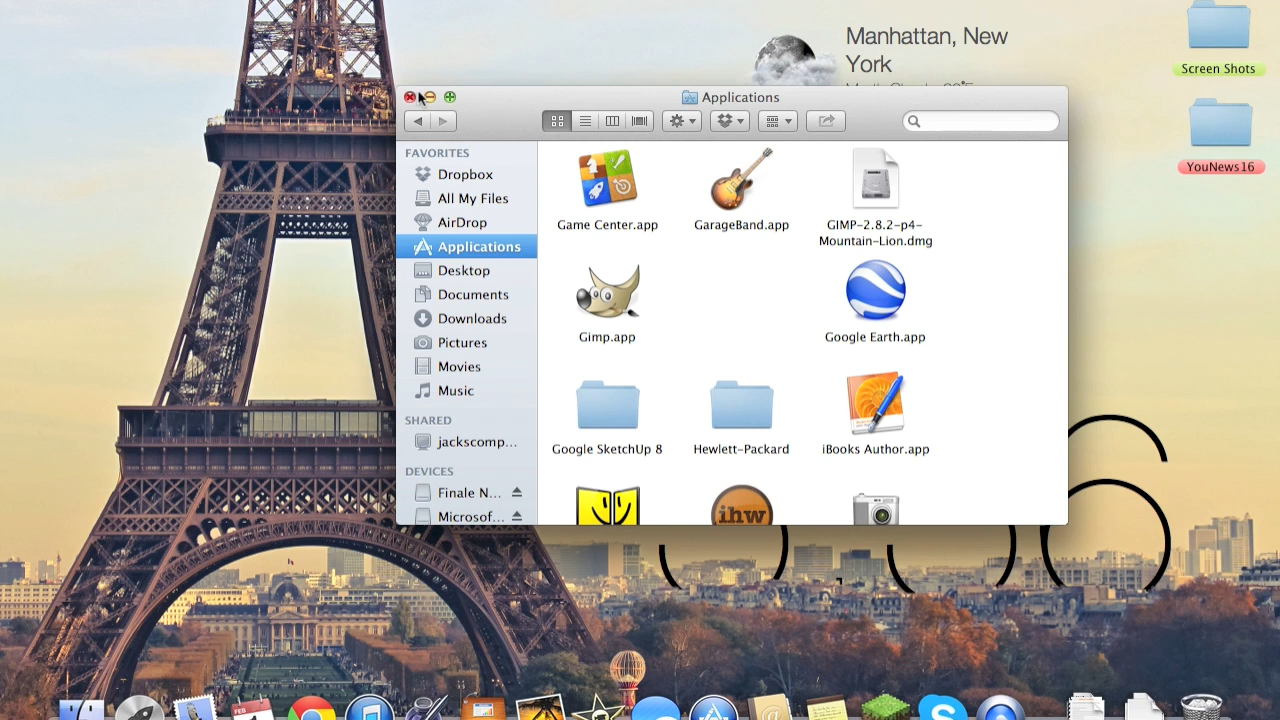 Manhattan, New
York
Screen Shots
YouNews16
Applications
FAVORITES
Dropbox
All My Files
AirDrop
Applications
Desktop
Documents
Downloads
Pictures
Movies
Music
SHARED
jackscomp...
DEVICES
Finale N...
Microsof...
Game Center.app
GarageBand.app
GIMP-2.8.2-p4-
Mountain-Lion.dmg
Gimp.app
Google Earth.app
Google SketchUp 8
Hewlett-Packard
iBooks Author.app
ihw
FEB